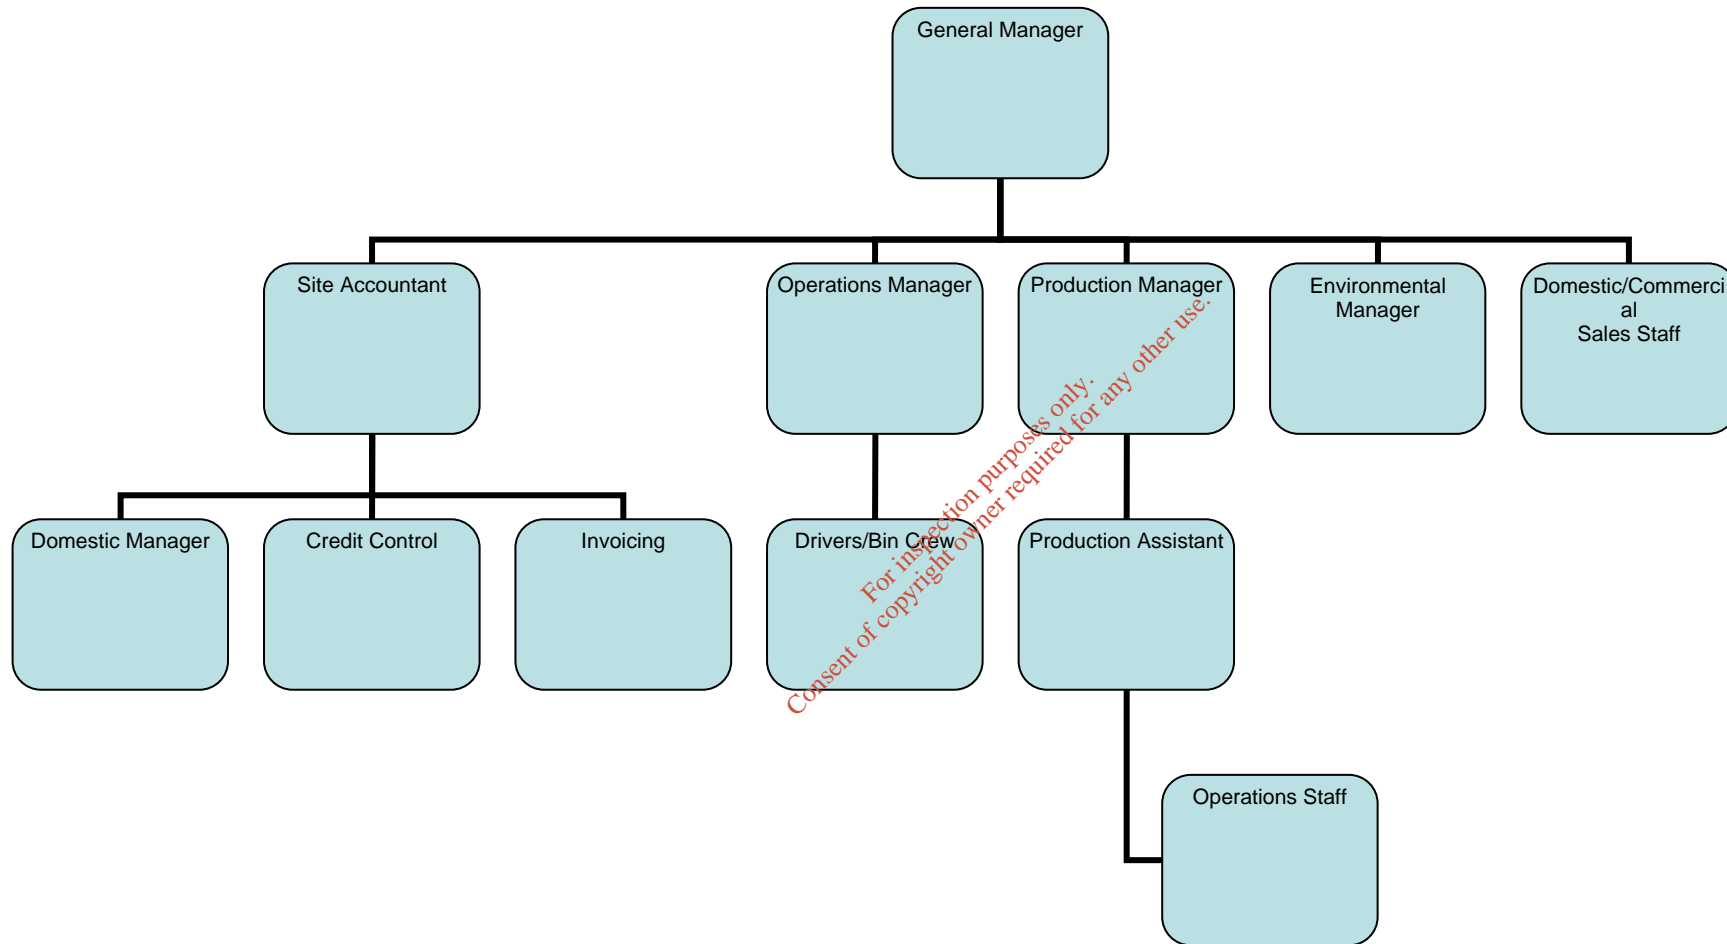 General Manager
Site Accountant
Operations Manager
Production Manager
Environmental
Manager
Domestic/Commerci
al
Sales Staff
Domestic Manager
Credit Control
Invoicing
Drivers/Bin Crew
Production Assistant
Operations Staff
For inspection purposes only.
Consent of copyright owner required for any other use.